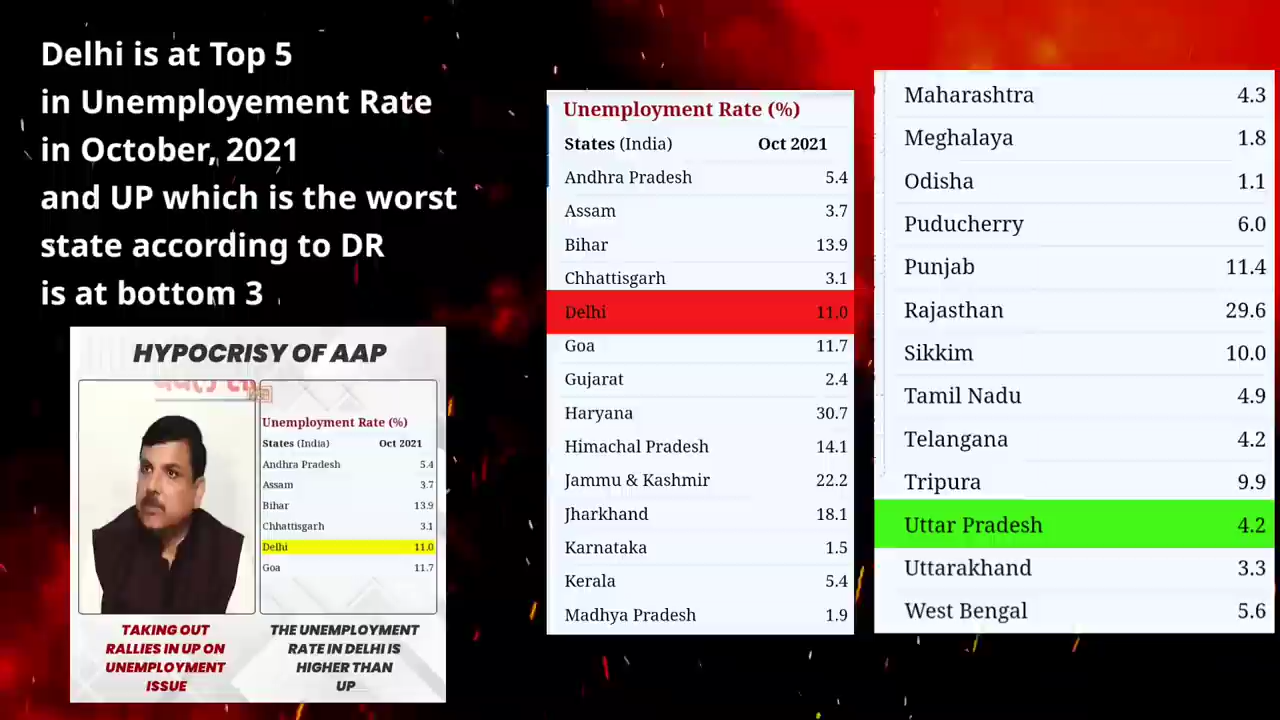 Delhi is at Top 5
in Unemployement Rate
in October, 2021
and UP which is the worst
state according to DR
is at bottom 3
HYPOCRISY OF AAP
Unemployment Rate (%)
States (India) Oct 2021
Andhra Pradesh 5.4
Assam 3.7
Bihar 13.9
Chhattisgarh 3.1
Delhi 11.0
Goa 11.7
TAKING OUT
RALLIES IN UP ON
UNEMPLOYMENT
ISSUE
THE UNEMPLOYMENT
RATE IN DELHI IS
HIGHER THAN
UP
Unemployment Rate (%)
States (India) Oct 2021
Andhra Pradesh 5.4
Assam 3.7
Bihar 13.9
Chhattisgarh 3.1
Delhi 11.0
Goa 11.7
Gujarat 2.4
Haryana 30.7
Himachal Pradesh 14.1
Jammu & Kashmir 22.2
Jharkhand 18.1
Karnataka 1.5
Kerala 5.4
Madhya Pradesh 1.9
Maharashtra 4.3
Meghalaya 1.8
Odisha 1.1
Puducherry 6.0
Punjab 11.4
Rajasthan 29.6
Sikkim 10.0
Tamil Nadu 4.9
Telangana 4.2
Tripura 9.9
Uttar Pradesh 4.2
Uttarakhand 3.3
West Bengal 5.6